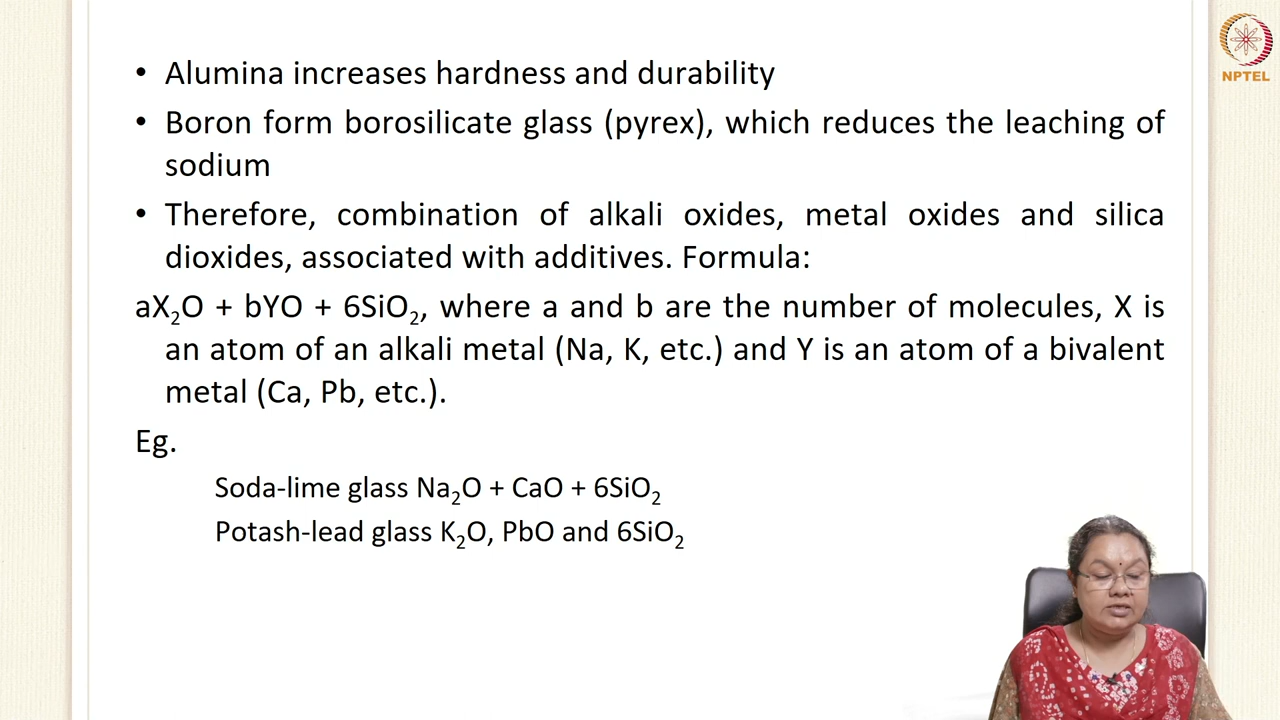 NPTEL
• Alumina increases hardness and durability
• Boron form borosilicate glass (pyrex), which reduces the leaching of
sodium
• Therefore, combination of alkali oxides, metal oxides and silica
dioxides, associated with additives. Formula:
aX₂O + bYO + 6SiO₂, where a and b are the number of molecules, X is
an atom of an alkali metal (Na, K, etc.) and Y is an atom of a bivalent
metal (Ca, Pb, etc.).
Eg.
Soda-lime glass Na₂O + CaO + 6SiO₂
Potash-lead glass K₂O, PbO and 6SiO₂